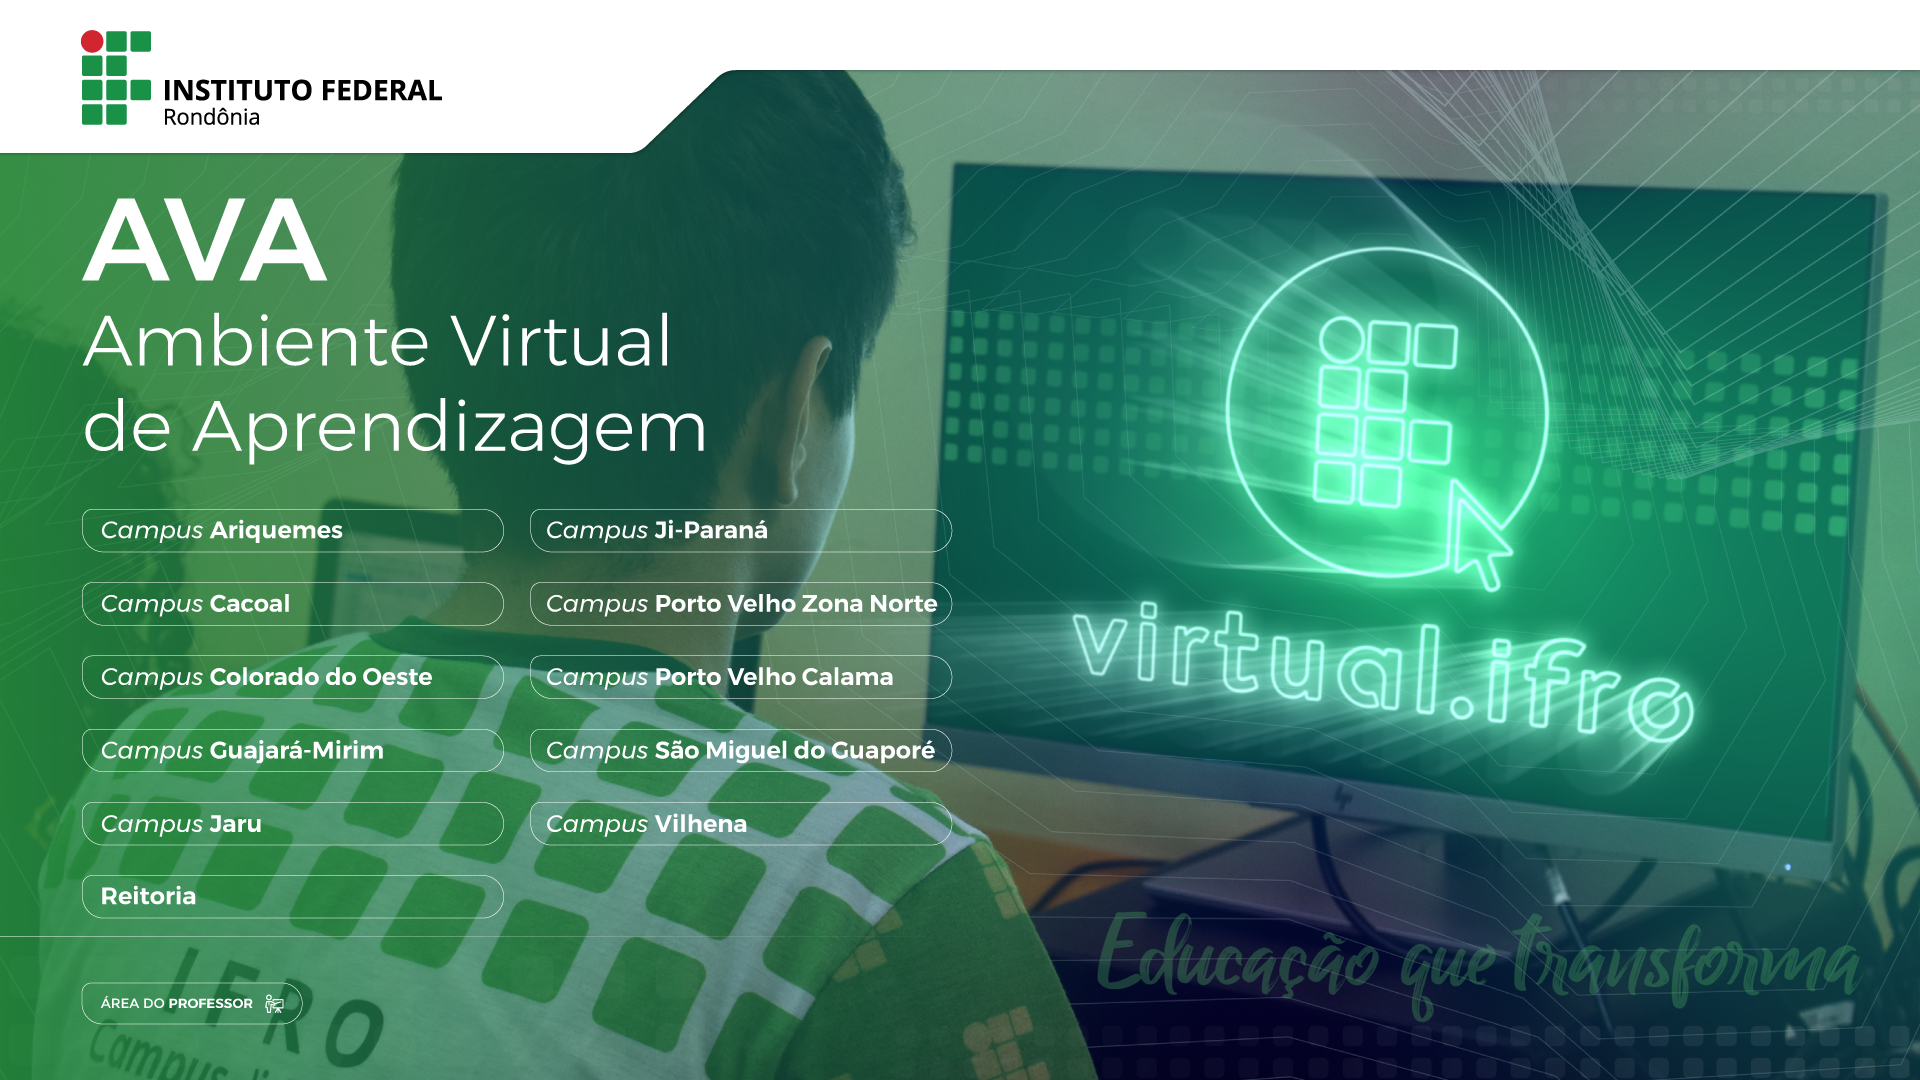 INSTITUTO FEDERAL
Rondônia
AVA
Ambiente Virtual
de Aprendizagem
Campus Ariquemes
Campus Cacoal
Campus Colorado do Oeste
Campus Guajará-Mirim
Campus Jaru
Reitoria
Campus Ji-Paraná
Campus Porto Velho Zona Norte
Campus Porto Velho Calama
Campus São Miguel do Guaporé
Campus Vilhena
ÁREA DO PROFESSOR
IFRO
Campus
virtual.ifro
hp
Educação que transforma